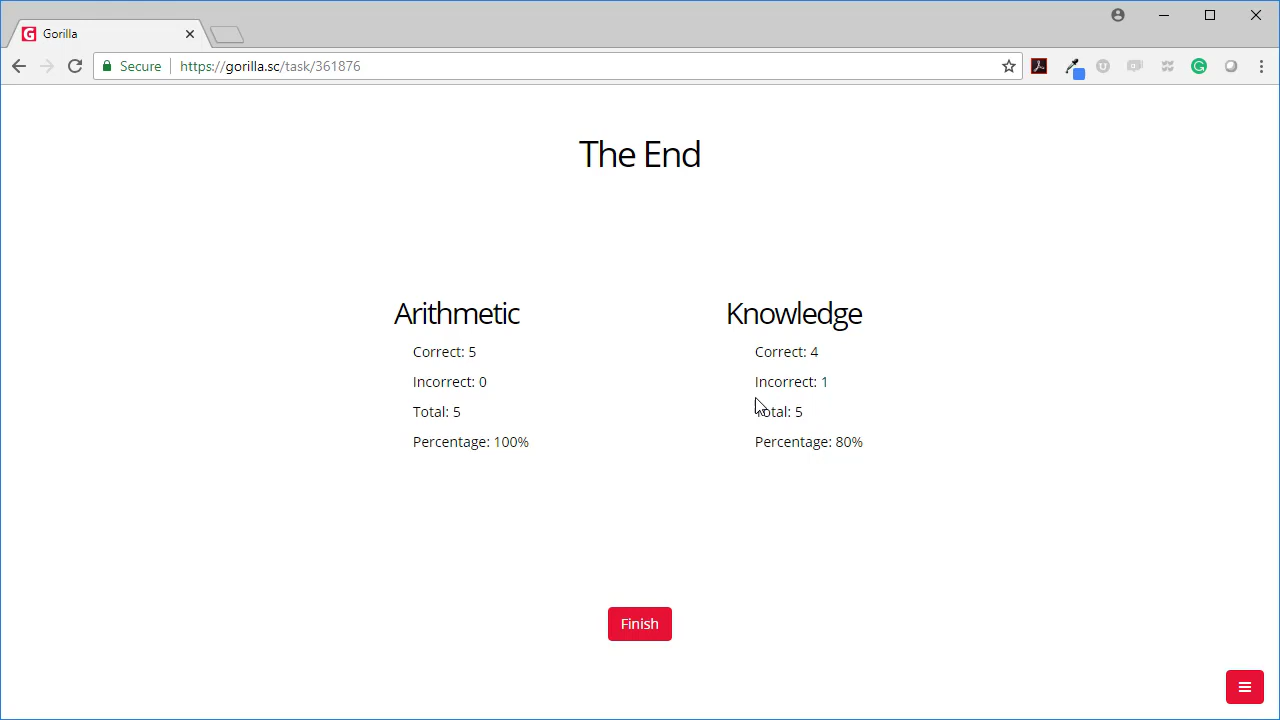 Gorilla
Secure https://gorilla.sc/task/361876
The End
Arithmetic
Correct: 5
Incorrect: 0
Total: 5
Percentage: 100%
Knowledge
Correct: 4
Incorrect: 1
Total: 5
Percentage: 80%
Finish